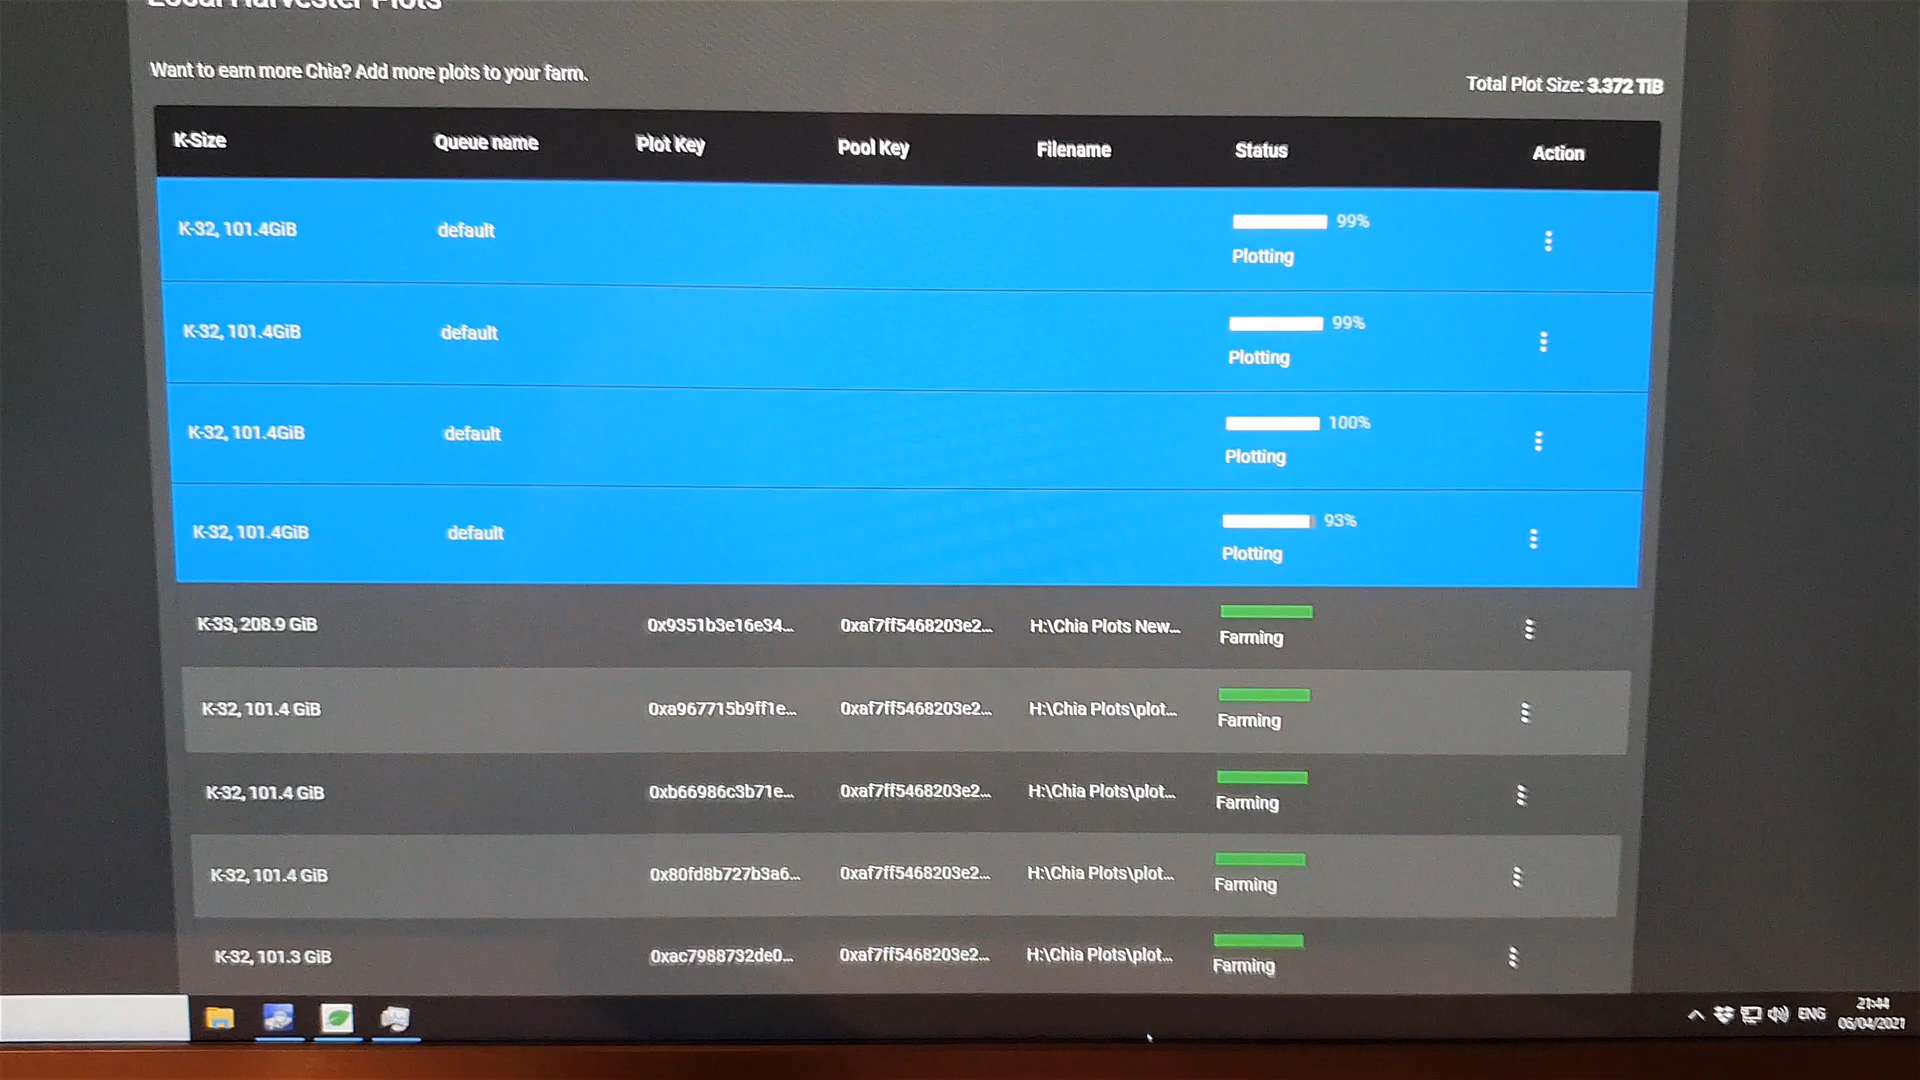 Local Harvester Plots
Want to earn more Chia? Add more plots to your farm.
Total Plot Size: 3.372 TiB
K-Size Queue name Plot Key Pool Key Filename Status Action
K-32, 101.4GiB default 99%
Plotting
K-32, 101.4GiB default 99%
Plotting
K-32, 101.4GiB default 100%
Plotting
K-32, 101.4GiB default 93%
Plotting
K-33, 208.9 GiB 0x9351b3e16e34... 0xaf7ff5468203e2... H:\Chia Plots New...
Farming
K-32, 101.4 GiB 0xa967715b9ff1e... 0xaf7ff5468203e2... H:\Chia Plots\plot...
Farming
K-32, 101.4 GiB 0xb66986c3b71e... 0xaf7ff5468203e2... H:\Chia Plots\plot...
Farming
K-32, 101.4 GiB 0x80fd8b727b3a6... 0xaf7ff5468203e2... H:\Chia Plots\plot...
Farming
K-32, 101.3 GiB 0xac7988732de0... 0xaf7ff5468203e2... H:\Chia Plots\plot...
Farming
ENG
21:44
06/04/2021